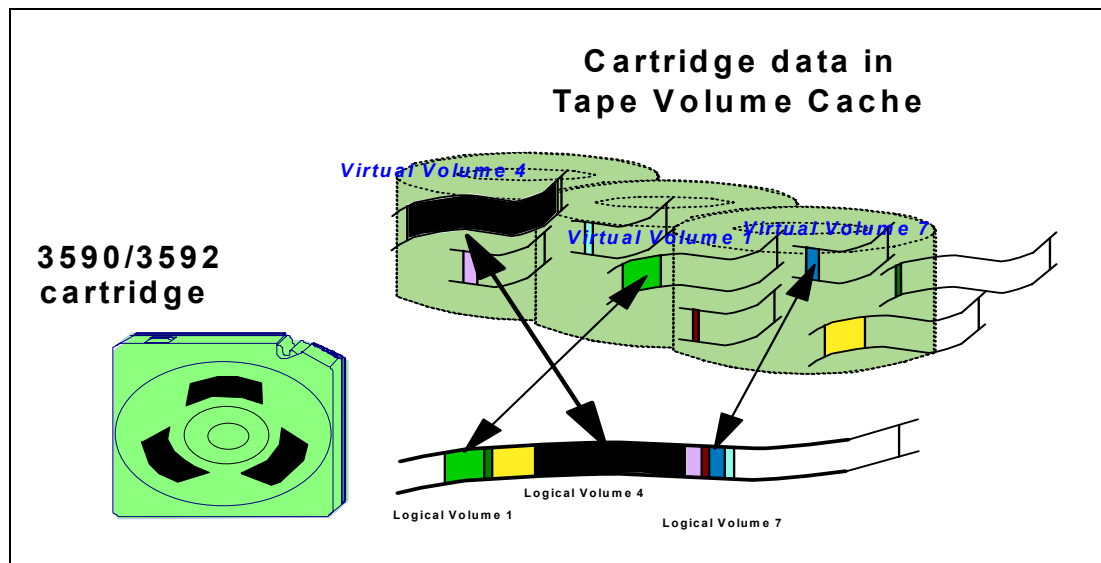 Cartridge data in
Tape Volume Cache
Virtual Volume 4
Virtual Volume 1
Virtual Volume 7
3590/3592
cartridge
Logical Volume 4
Logical Volume 1
Logical Volume 7